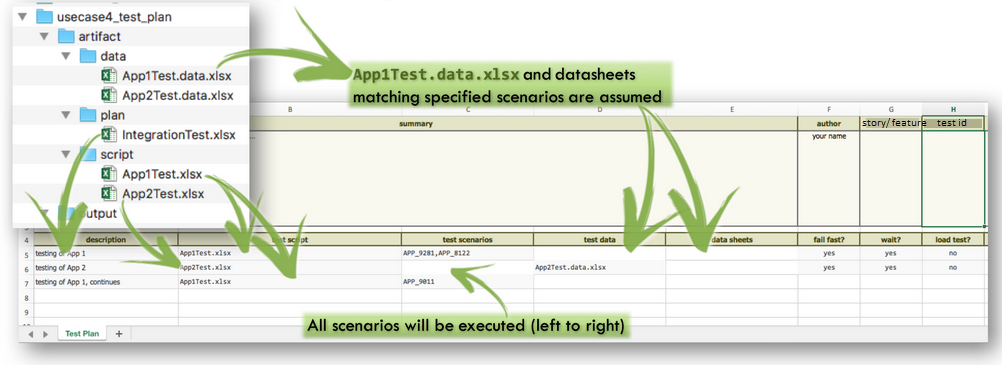 usecase4_test_plan
artifact
data
App1Test.data.xlsx
App2Test.data.xlsx
plan
IntegrationTest.xlsx
script
App1Test.xlsx
App2Test.xlsx
output
App1Test.data.xlsx and datasheets
matching specified scenarios are assumed
B C D E F G H
summary author story/feature test id
your name
4 description test script test scenarios test data data sheets fail fast? wait? load test?
5 testing of App 1 App1Test.xlsx APP_9281,APP_8122 yes yes no
6 testing of App 2 App2Test.xlsx App2Test.data.xlsx yes yes no
7 testing of App 1, continues App1Test.xlsx APP_9011
8
9
All scenarios will be executed (left to right)
Test Plan +